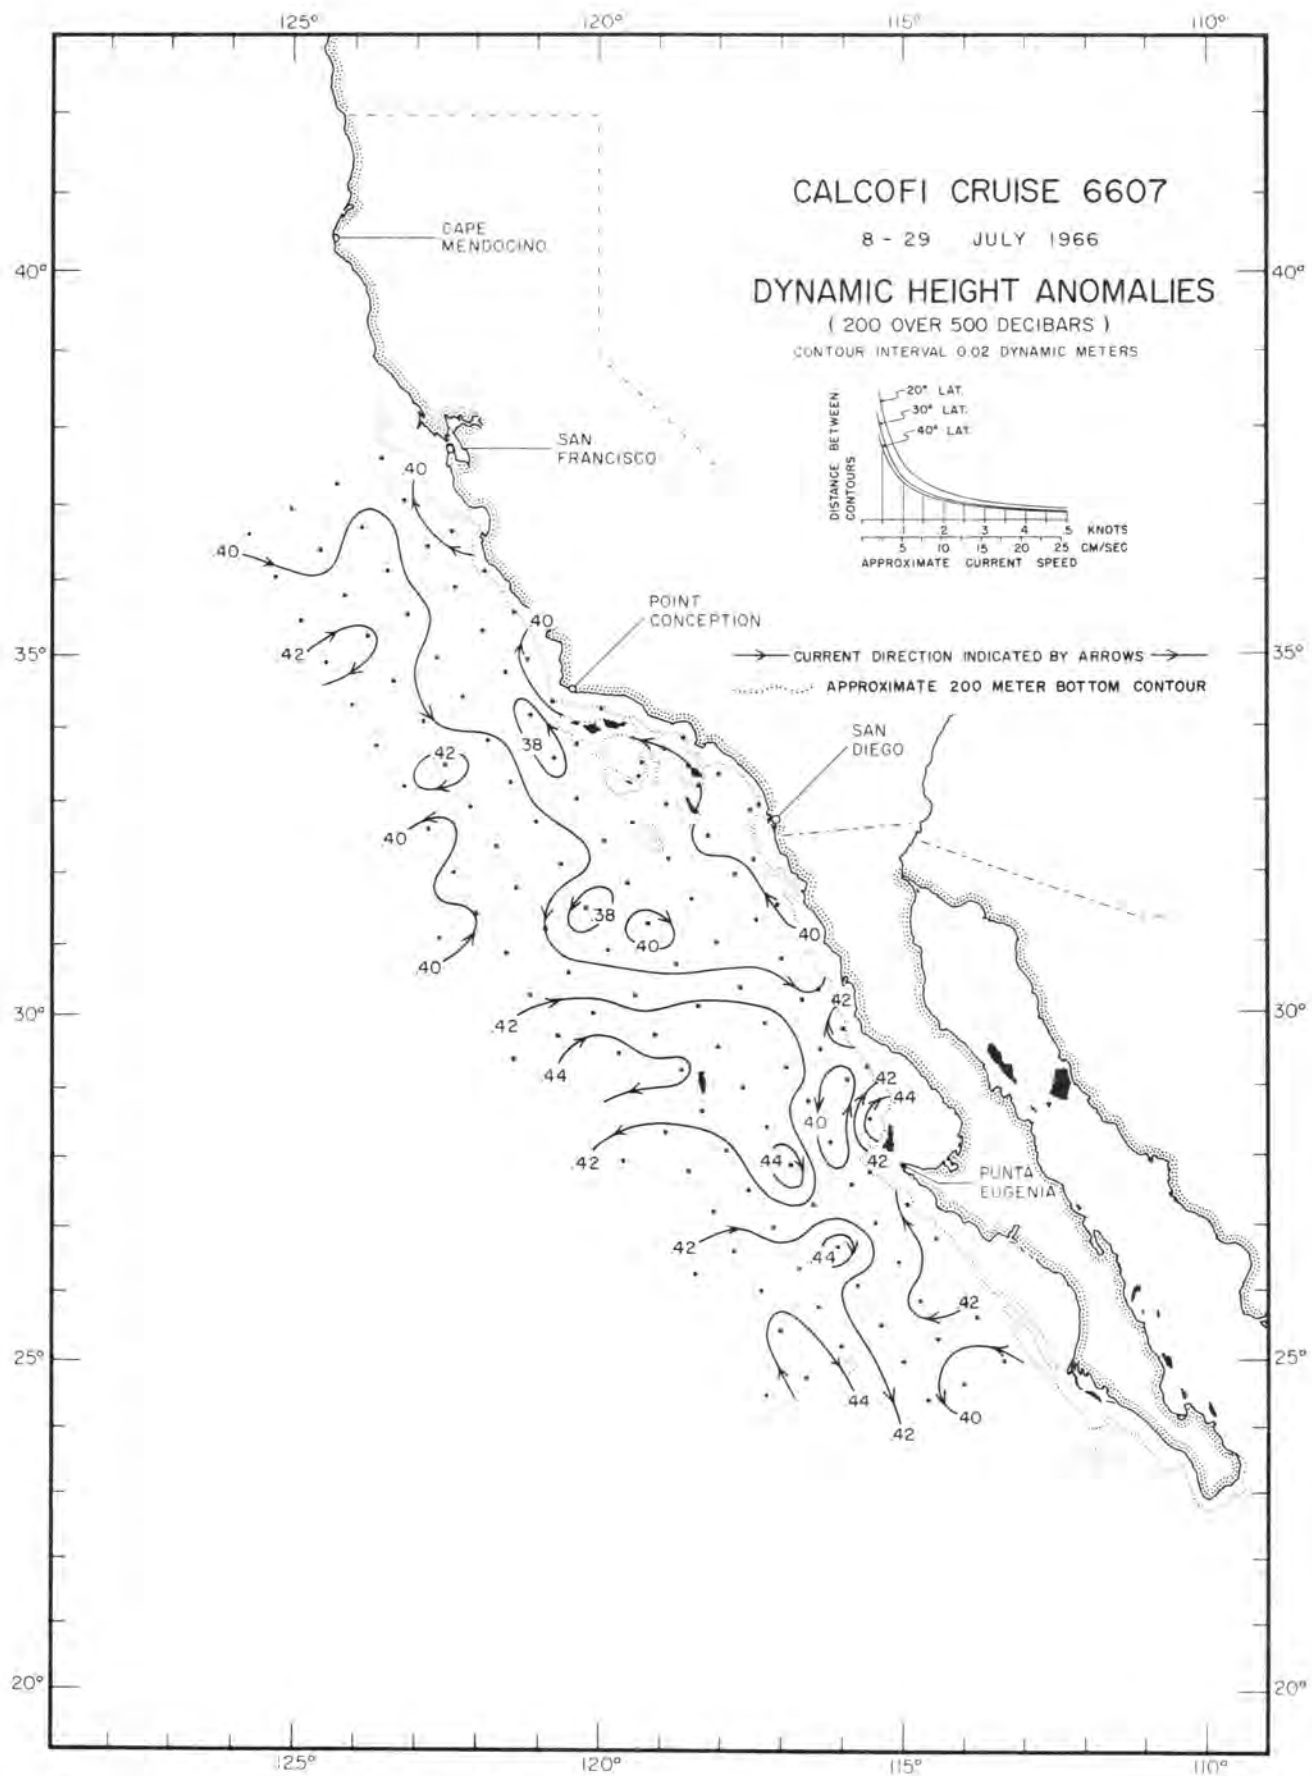 125° 120° 115° 110°
CALCOFI CRUISE 6607
8 - 29 JULY 1966
DYNAMIC HEIGHT ANOMALIES
( 200 OVER 500 DECIBARS )
CONTOUR INTERVAL 0.02 DYNAMIC METERS
DISTANCE BETWEEN
CONTOURS
20° LAT.
30° LAT.
40° LAT.
.1 .2 .3 .4 .5 KNOTS
5 10 15 20 25 CM/SEC
APPROXIMATE CURRENT SPEED
CURRENT DIRECTION INDICATED BY ARROWS
APPROXIMATE 200 METER BOTTOM CONTOUR
CAPE
MENDOCINO
40° 40°
SAN
FRANCISCO
.40
.40
POINT
CONCEPTION
.40
35° 35°
.42
SAN
DIEGO
.38
.42
.40
.38
.40
.40
.40
30° 30°
.42
.42
.44
.42
.44
.40
.42
.44
.42
PUNTA
EUGENIA
.42
.44
.42
25° 25°
.44
.40
.42
20° 20°
125° 120° 115° 110°